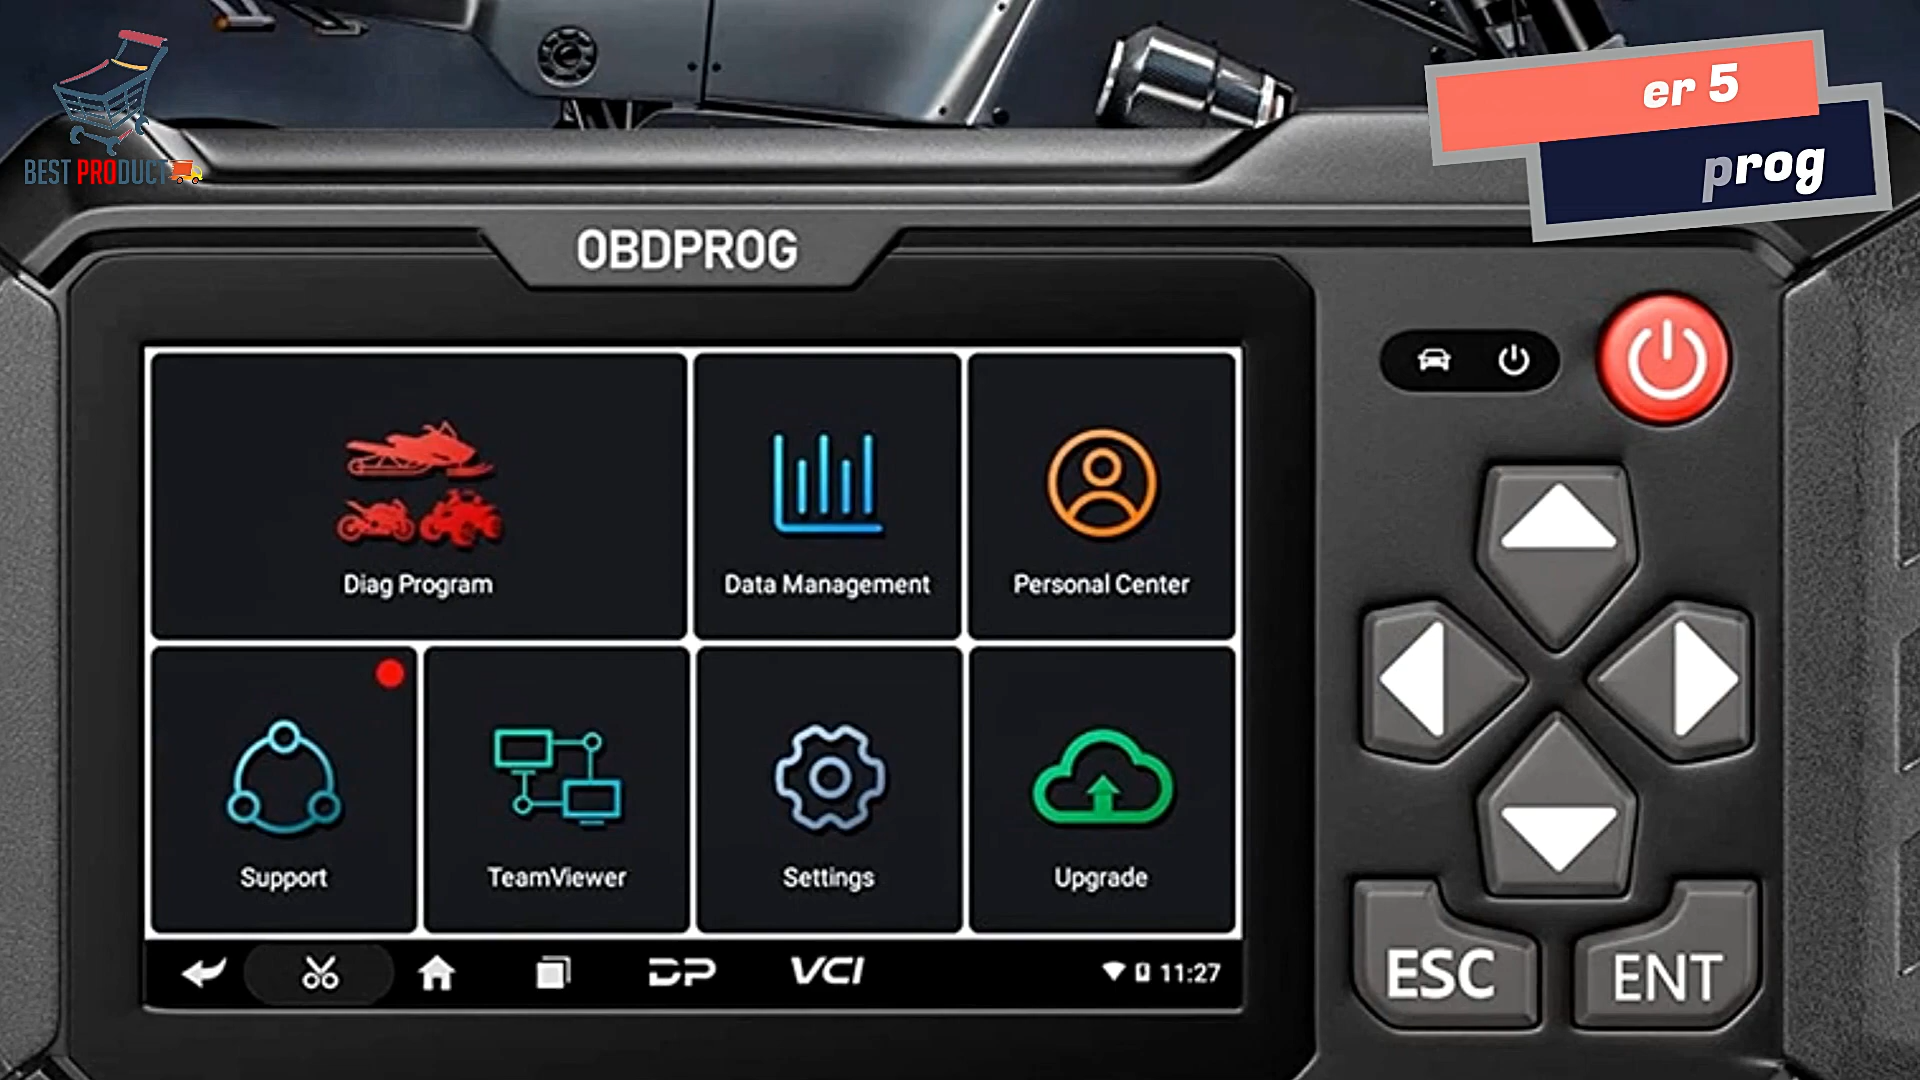 er 5
prog
BEST PRODUCT
OBDPROG
Diag Program
Data Management
Personal Center
Support
TeamViewer
Settings
Upgrade
DP
VCI
11:27
ESC
ENT